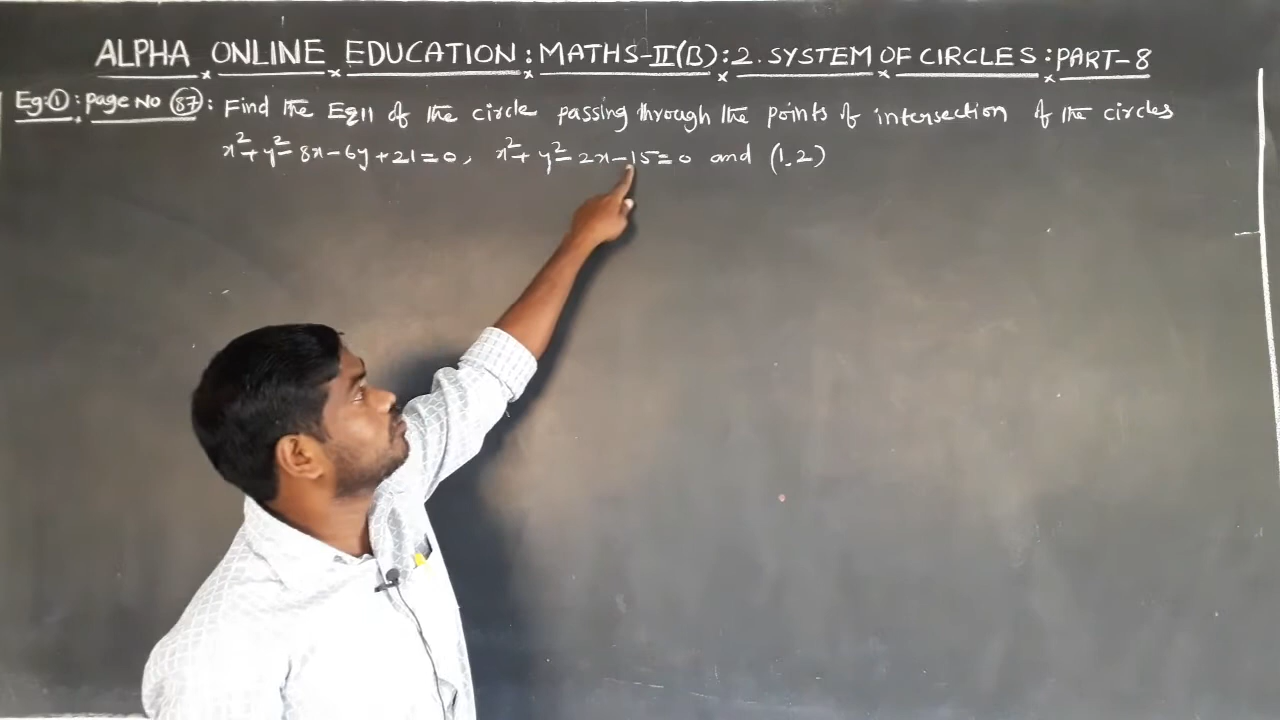 ALPHA ONLINE EDUCATION : MATHS-II(B) : 2. SYSTEM OF CIRCLES : PART-8
Eg:① : page No 87 : Find the Eqn of the circle passing through the points of intersection of the circles
x²+y²-8x-6y+21=0, x²+y²-2x-15=0 and (1,2)